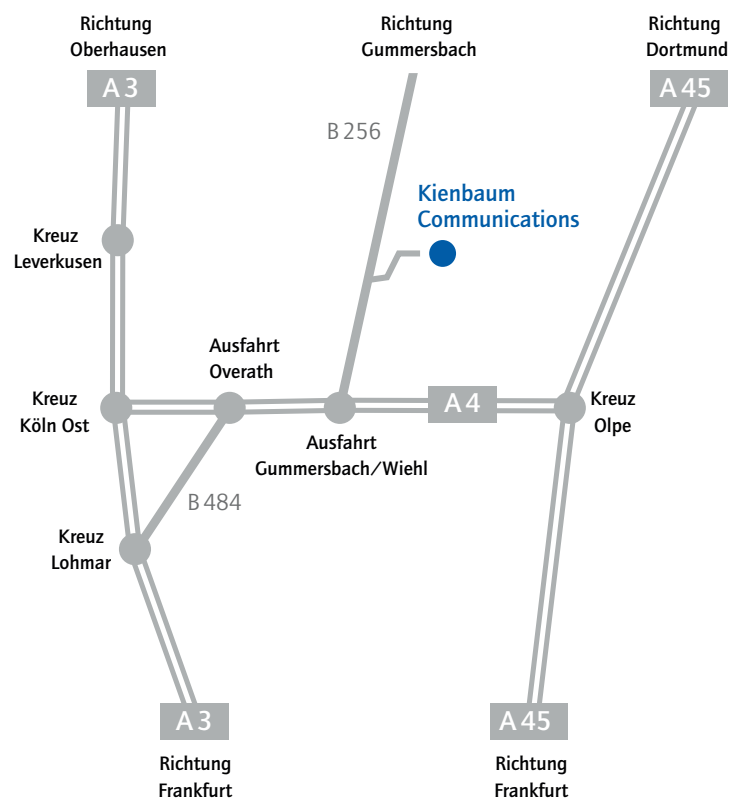 Richtung
Oberhausen
Richtung
Gummersbach
Richtung
Dortmund
A 3
A 45
B 256
Kienbaum
Communications
Kreuz
Leverkusen
Ausfahrt
Overath
Kreuz
Köln Ost
A 4
Kreuz
Olpe
Ausfahrt
Gummersbach/Wiehl
B 484
Kreuz
Lohmar
A 3
A 45
Richtung
Frankfurt
Richtung
Frankfurt